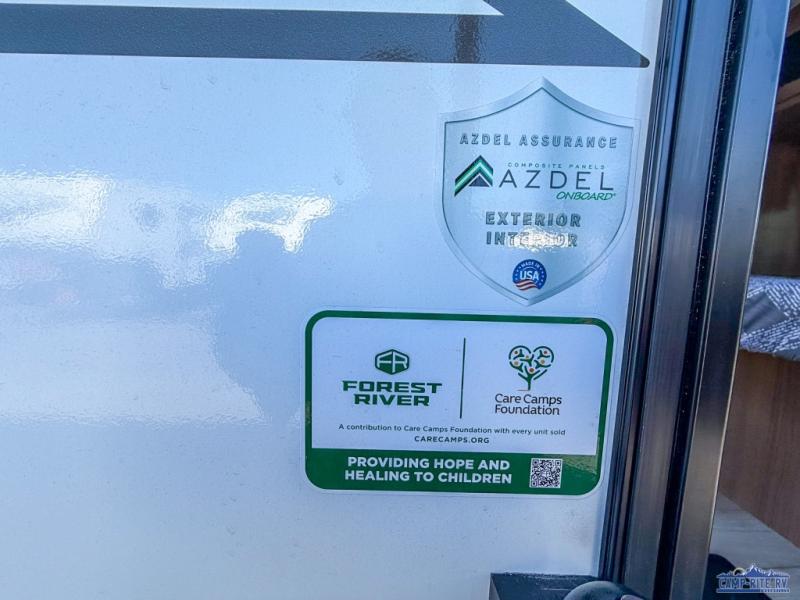 AZDEL ASSURANCE
COMPOSITE PANELS
AZDEL
ONBOARD®
EXTERIOR
INTERIOR
MADE IN
USA
FR
FOREST
RIVER
Care Camps
Foundation
A contribution to Care Camps Foundation with every unit sold
CARECAMPS.ORG
PROVIDING HOPE AND
HEALING TO CHILDREN
CAMP-RITE RV